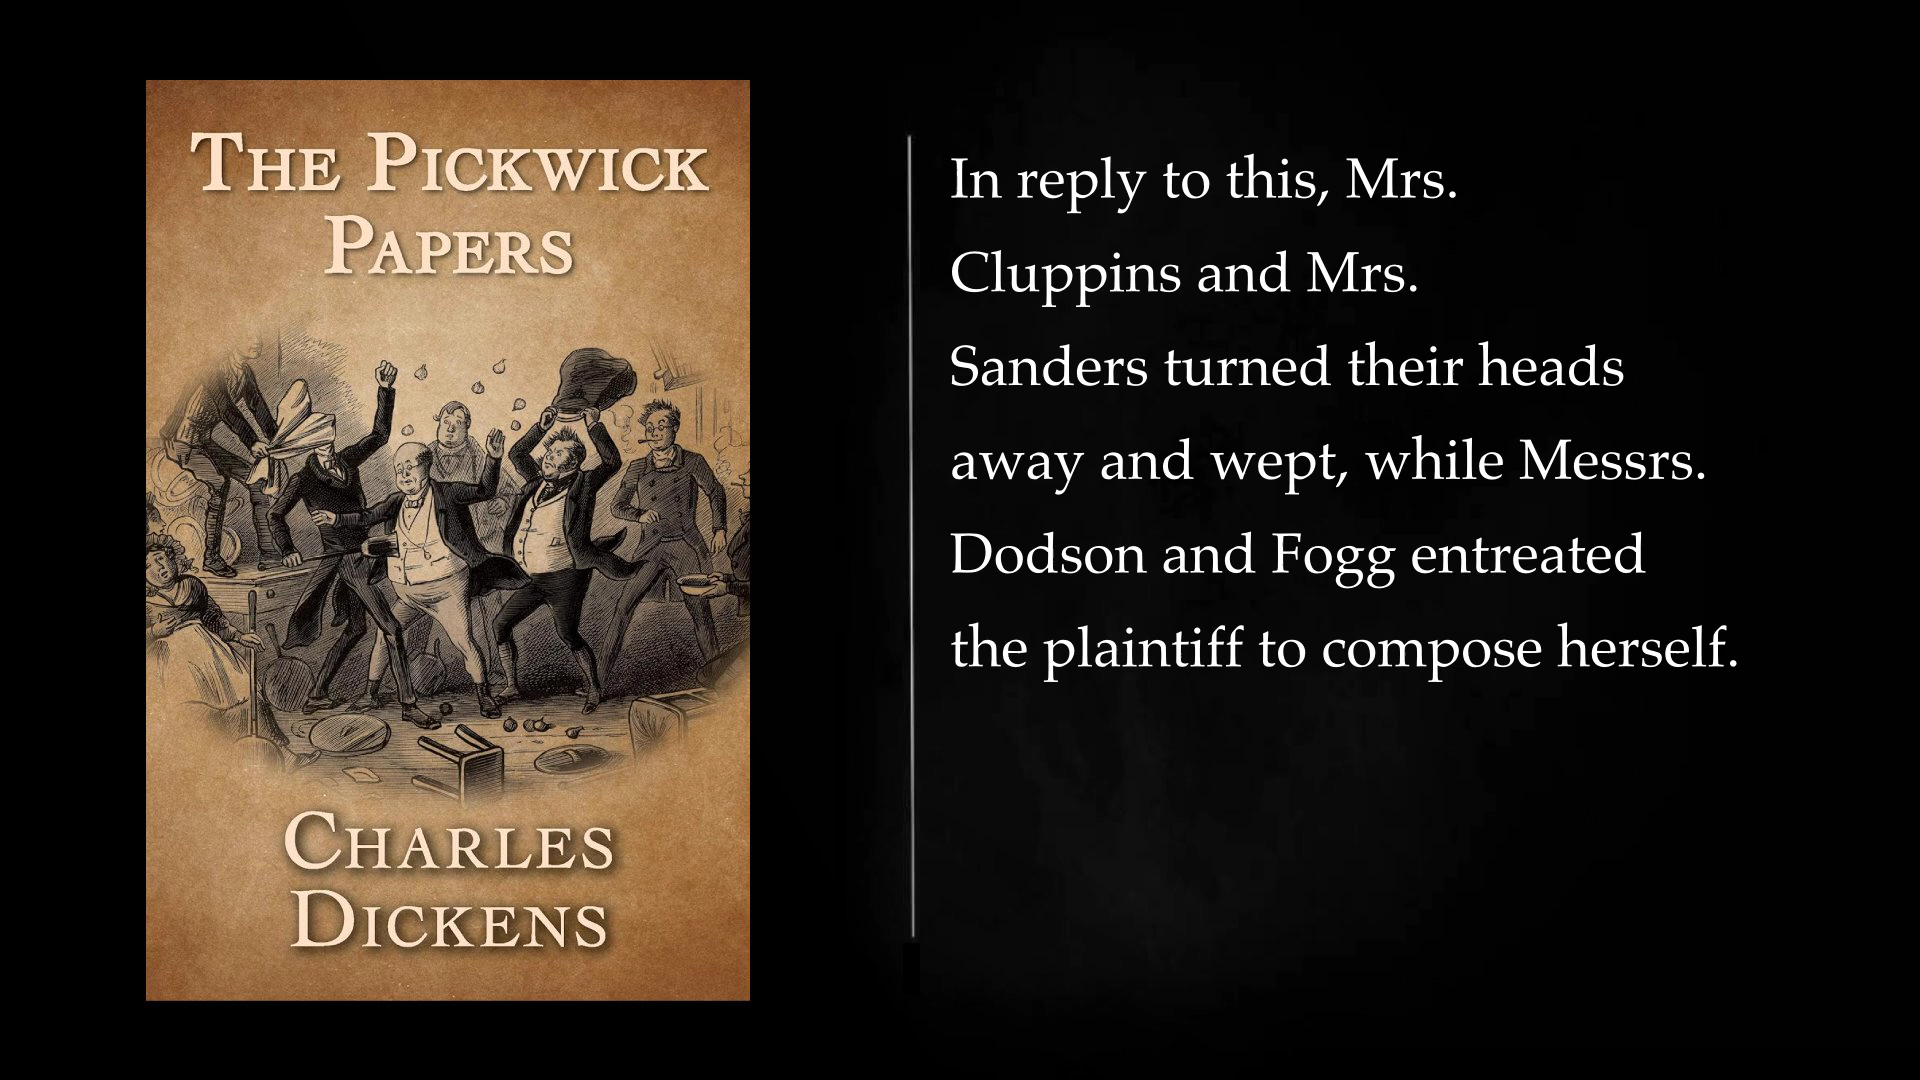 THE PICKWICK
PAPERS
CHARLES
DICKENS
In reply to this, Mrs.
Cluppins and Mrs.
Sanders turned their heads
away and wept, while Messrs.
Dodson and Fogg entreated
the plaintiff to compose herself.